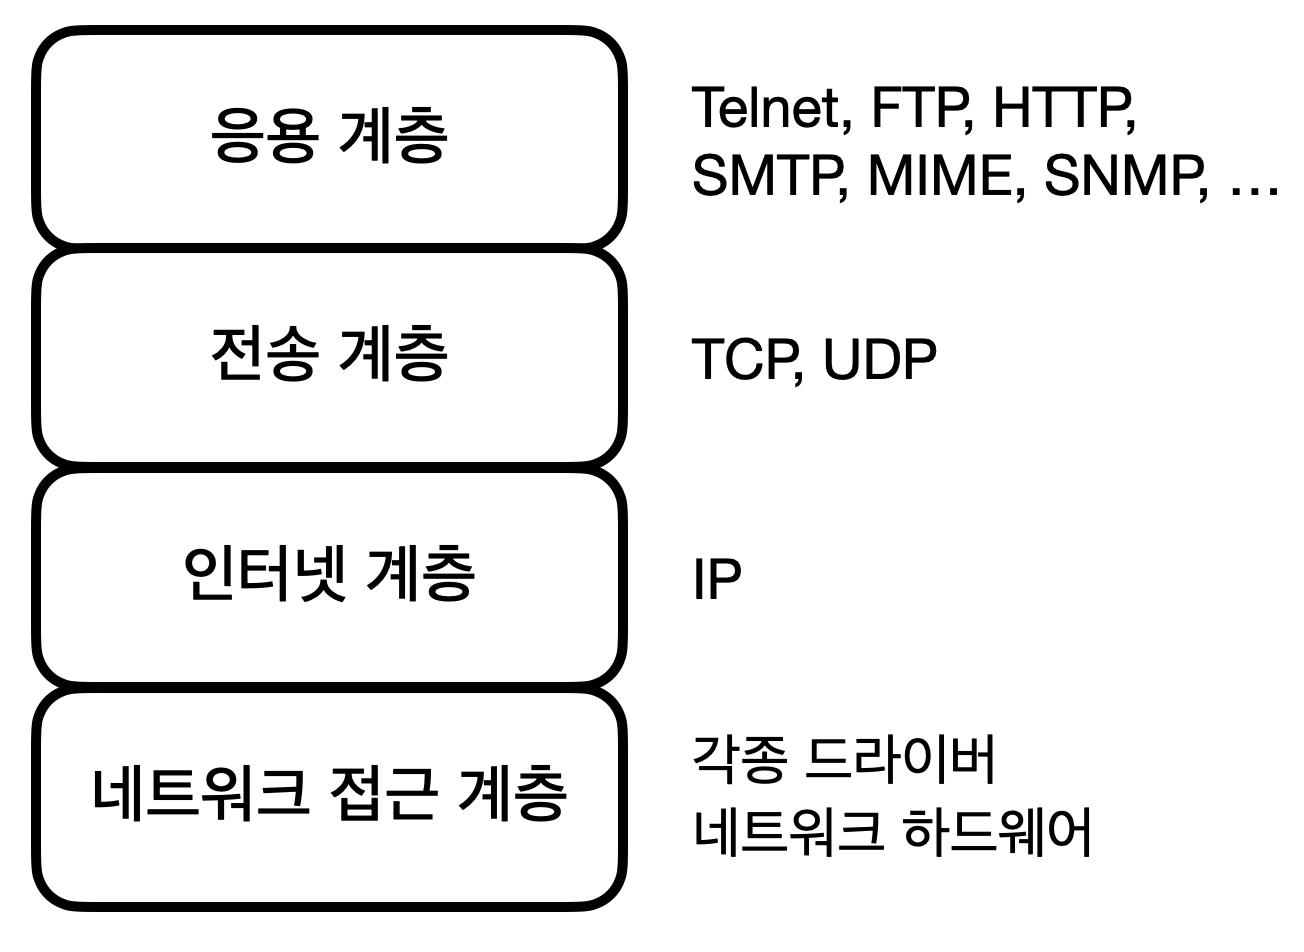 응용 계층
Telnet, FTP, HTTP,
SMTP, MIME, SNMP, …
전송 계층
TCP, UDP
인터넷 계층
IP
네트워크 접근 계층
각종 드라이버
네트워크 하드웨어